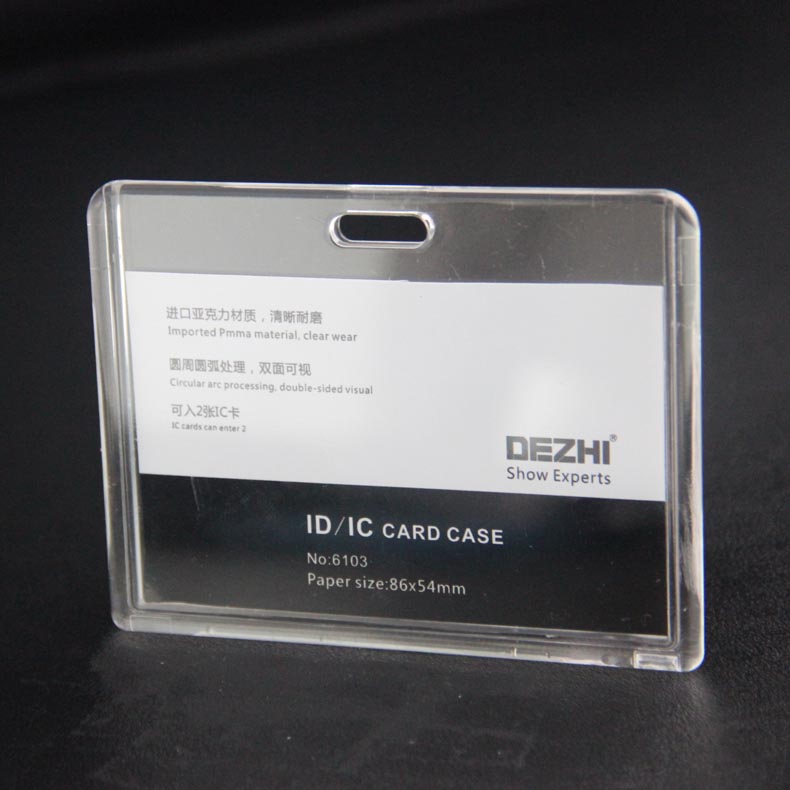 进口亚克力材质，清晰耐磨
Imported Pmma material, clear wear
圆周圆弧处理，双面可视
Circular arc processing, double-sided visual
可入2张IC卡
IC cards can enter 2
DEZHI®
Show Experts
ID/IC CARD CASE
No:6103
Paper size:86x54mm